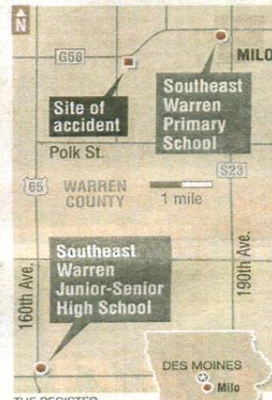 N
G58
MILO
Site of
accident
Southeast
Warren
Primary
School
Polk St.
S23
65
WARREN
COUNTY
1 mile
160th Ave.
Southeast
Warren
Junior-Senior
High School
190th Ave.
DES MOINES
Milo
THE REGISTER